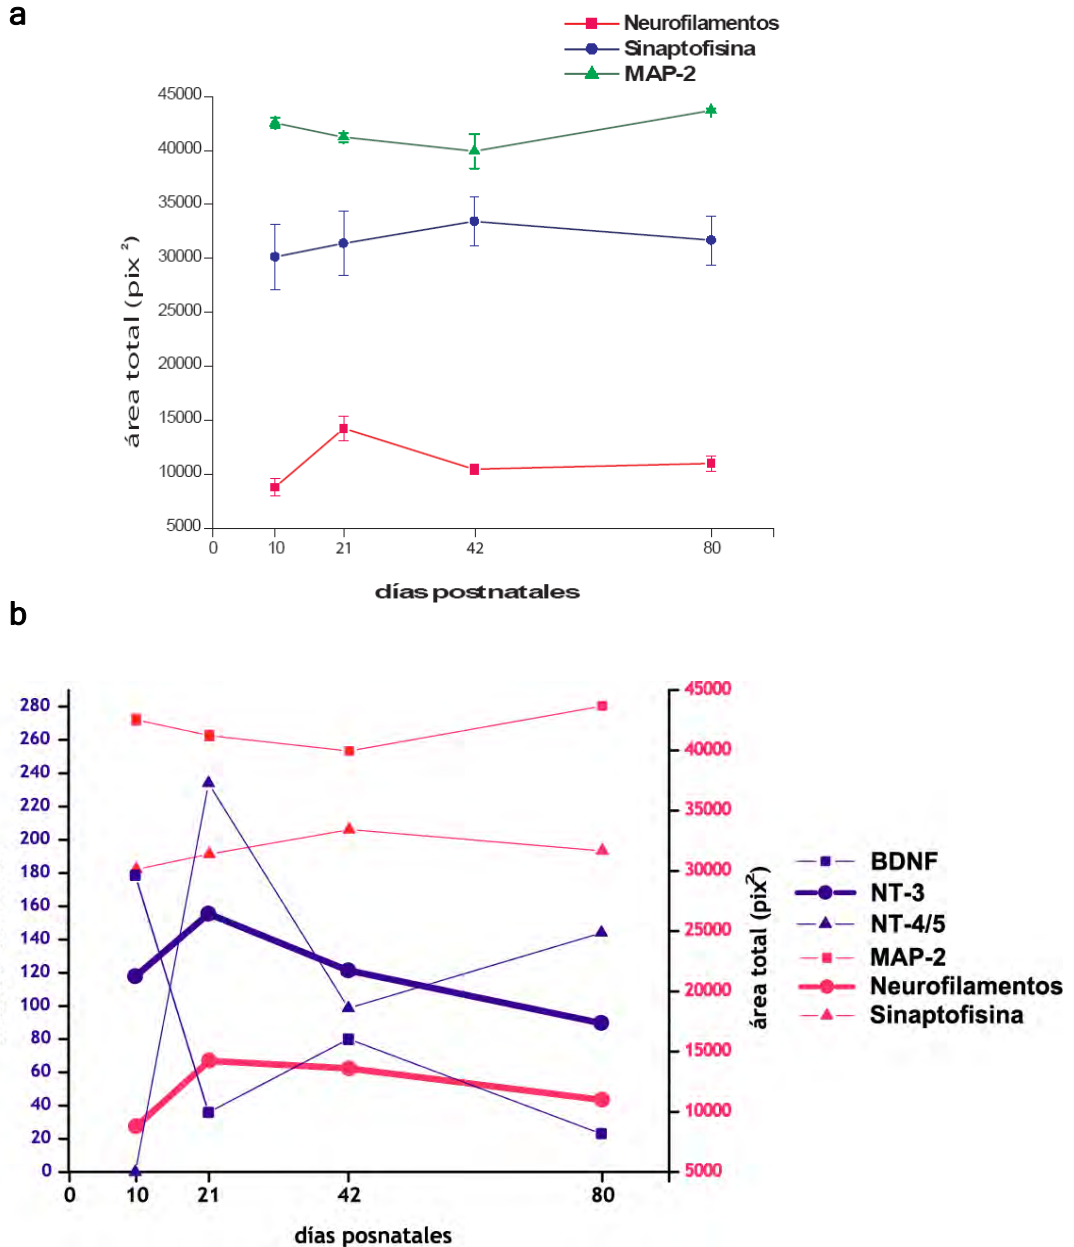 a
Neurofilamentos
Sinaptofisina
MAP-2
45000
40000
35000
30000
25000
20000
15000
10000
5000
área total (pix ²)
0 10 21 42 80
días postnatales
b
280
260
240
220
200
180
160
140
120
100
80
60
40
20
0
45000
40000
35000
30000
25000
20000
15000
10000
5000
área total (pix²)
BDNF
NT-3
NT-4/5
MAP-2
Neurofilamentos
Sinaptofisina
0 10 21 42 80
días posnatales